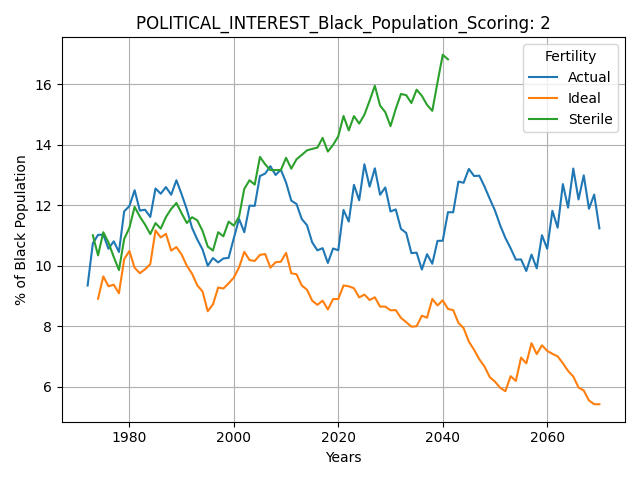 POLITICAL_INTEREST_Black_Population_Scoring: 2
Fertility
Actual
Ideal
Sterile
% of Black Population
16
14
12
10
8
6
1980
2000
2020
2040
2060
Years